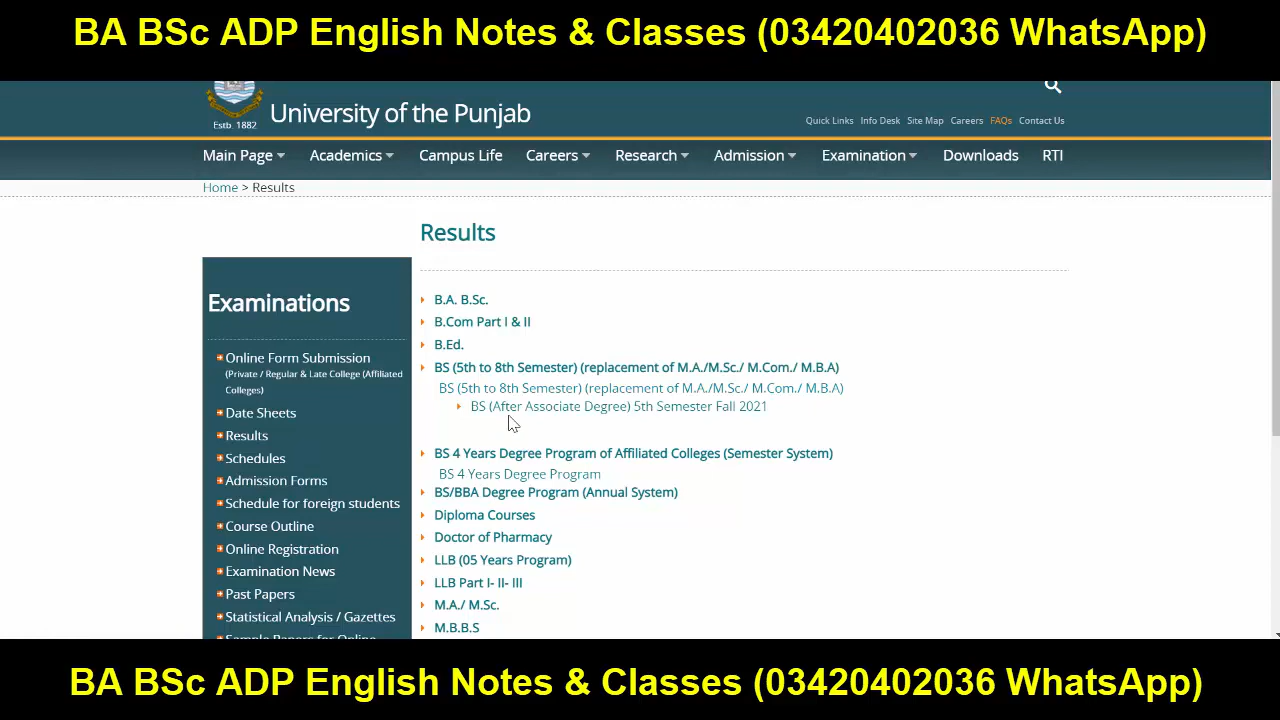 BA BSc ADP English Notes & Classes (03420402036 WhatsApp)
Estb. 1882
University of the Punjab
Quick Links Info Desk Site Map Careers FAQs Contact Us
Main Page Academics Campus Life Careers Research Admission Examination Downloads RTI
Home > Results
Results
Examinations
Online Form Submission
(Private / Regular & Late College (Affiliated
Colleges)
Date Sheets
Results
Schedules
Admission Forms
Schedule for foreign students
Course Outline
Online Registration
Examination News
Past Papers
Statistical Analysis / Gazettes
Sample Papers for Online
B.A. B.Sc.
B.Com Part I & II
B.Ed.
BS (5th to 8th Semester) (replacement of M.A./M.Sc./ M.Com./ M.B.A)
BS (5th to 8th Semester) (replacement of M.A./M.Sc./ M.Com./ M.B.A)
BS (After Associate Degree) 5th Semester Fall 2021
BS 4 Years Degree Program of Affiliated Colleges (Semester System)
BS 4 Years Degree Program
BS/BBA Degree Program (Annual System)
Diploma Courses
Doctor of Pharmacy
LLB (05 Years Program)
LLB Part I- II- III
M.A./ M.Sc.
M.B.B.S
BA BSc ADP English Notes & Classes (03420402036 WhatsApp)